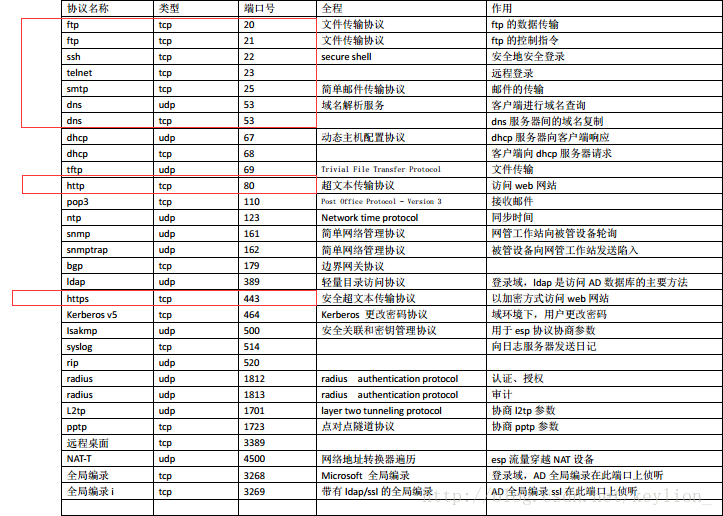 协议名称 类型 端口号 全程 作用
ftp tcp 20 文件传输协议 ftp 的数据传输
ftp tcp 21 文件传输协议 ftp 的控制指令
ssh tcp 22 secure shell 安全地安全登录
telnet tcp 23 远程登录
smtp tcp 25 简单邮件传输协议 邮件的传输
dns udp 53 域名解析服务 客户端进行域名查询
dns tcp 53 dns 服务器间的域名复制
dhcp udp 67 动态主机配置协议 dhcp 服务器向客户端响应
dhcp tcp 68 客户端向 dhcp 服务器请求
tftp udp 69 Trivial File Transfer Protocol 文件传输
http tcp 80 超文本传输协议 访问 web 网站
pop3 tcp 110 Post Office Protocol - Version 3 接收邮件
ntp udp 123 Network time protocol 同步时间
snmp udp 161 简单网络管理协议 网管工作站向被管设备轮询
snmptrap udp 162 简单网络管理协议 被管设备向网管工作站发送陷入
bgp tcp 179 边界网关协议
ldap udp 389 轻量目录访问协议 登录域，ldap 是访问 AD 数据库的主要方法
https tcp 443 安全超文本传输协议 以加密方式访问 web 网站
Kerberos v5 tcp 464 Kerberos 更改密码协议 域环境下，用户更改密码
Isakmp udp 500 安全关联和密钥管理协议 用于 esp 协议协商参数
syslog tcp 514 向日志服务器发送日记
rip udp 520
radius udp 1812 radius authentication protocol 认证、授权
radius udp 1813 radius authentication protocol 审计
L2tp udp 1701 layer two tunneling protocol 协商 l2tp 参数
pptp tcp 1723 点对点隧道协议 协商 pptp 参数
远程桌面 tcp 3389
NAT-T udp 4500 网络地址转换器遍历 esp 流量穿越 NAT 设备
全局编录 tcp 3268 Microsoft 全局编录 登录域，AD 全局编录在此端口上侦听
全局编录 i tcp 3269 带有 ldap/ssl 的全局编录 AD 全局编录 ssl 在此端口上侦听